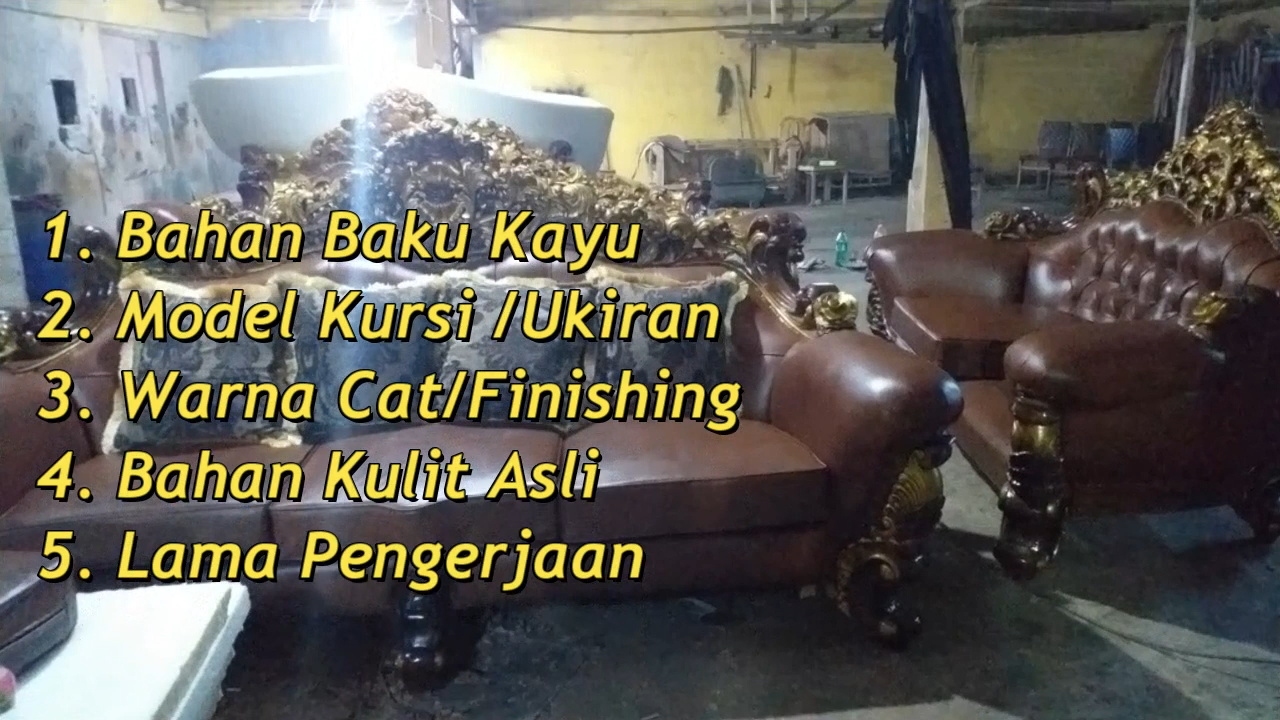 1. Bahan Baku Kayu
2. Model Kursi /Ukiran
3. Warna Cat/Finishing
4. Bahan Kulit Asli
5. Lama Pengerjaan